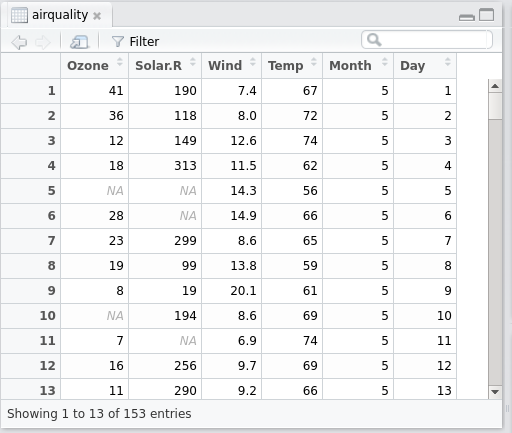 airquality
Filter
Ozone Solar.R Wind Temp Month Day
1 41 190 7.4 67 5 1
2 36 118 8.0 72 5 2
3 12 149 12.6 74 5 3
4 18 313 11.5 62 5 4
5 NA NA 14.3 56 5 5
6 28 NA 14.9 66 5 6
7 23 299 8.6 65 5 7
8 19 99 13.8 59 5 8
9 8 19 20.1 61 5 9
10 NA 194 8.6 69 5 10
11 7 NA 6.9 74 5 11
12 16 256 9.7 69 5 12
13 11 290 9.2 66 5 13
Showing 1 to 13 of 153 entries